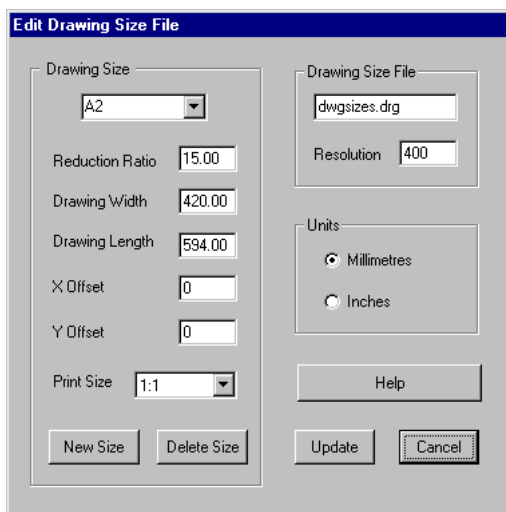 Edit Drawing Size File
Drawing Size
A2
Reduction Ratio 15.00
Drawing Width 420.00
Drawing Length 594.00
X Offset 0
Y Offset 0
Print Size 1:1
New Size Delete Size
Drawing Size File
dwgsizes.drg
Resolution 400
Units
Millimetres
Inches
Help
Update Cancel